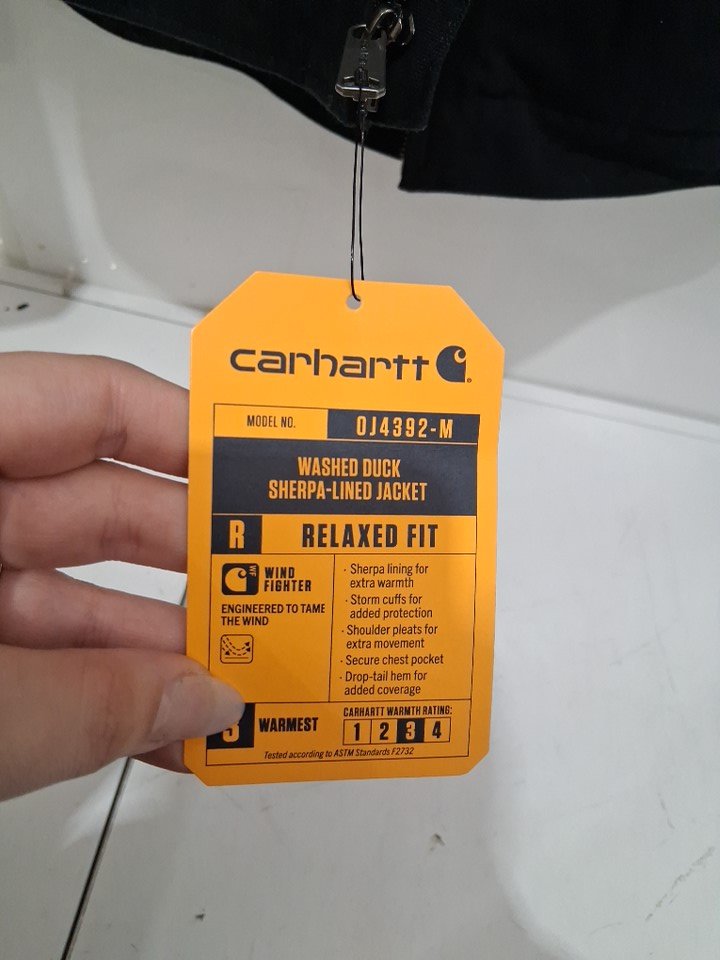 carhartt
MODEL NO. OJ4392-M
WASHED DUCK
SHERPA-LINED JACKET
R RELAXED FIT
WF WIND
FIGHTER
ENGINEERED TO TAME
THE WIND
· Sherpa lining for
extra warmth
· Storm cuffs for
added protection
· Shoulder pleats for
extra movement
· Secure chest pocket
· Drop-tail hem for
added coverage
3 WARMEST
CARHARTT WARMTH RATING:
1 2 3 4
Tested according to ASTM Standards F2732